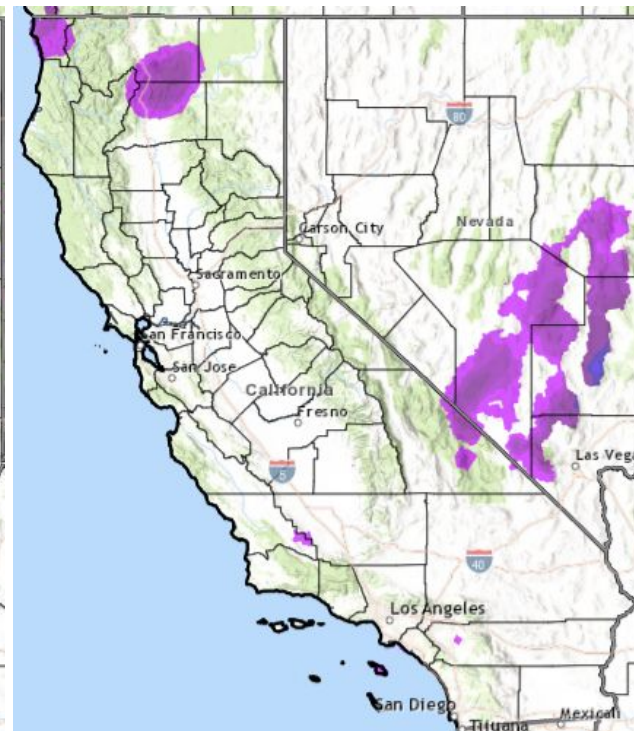 80
Carson City
Nevada
Sacramento
San Francisco
San Jose
California
Fresno
5
Las Vega
40
Los Angeles
San Diego
Tijuana
Mexicali